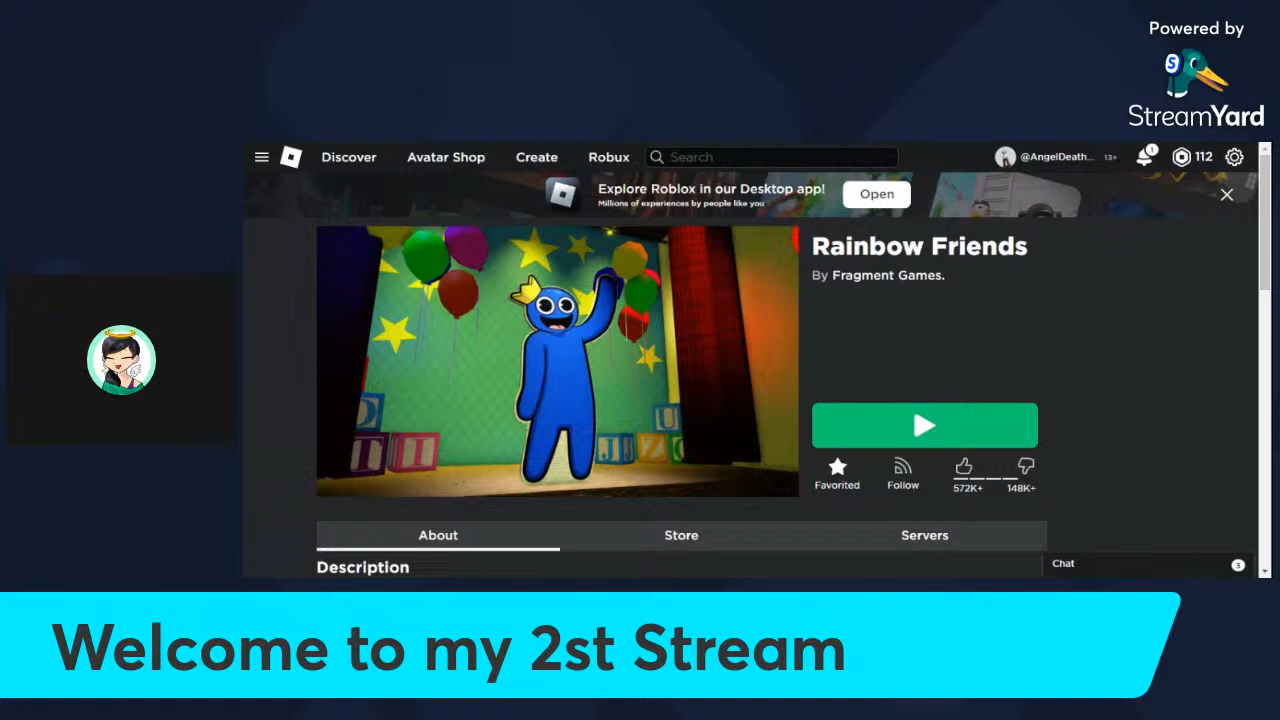 Powered by
StreamYard
Discover
Avatar Shop
Create
Robux
Search
@AngelDeath...
13+
1
112
Explore Roblox in our Desktop app!
Millions of experiences by people like you
Open
Rainbow Friends
By Fragment Games.
Favorited
Follow
572K+
148K+
About
Store
Servers
Description
Chat
3
Welcome to my 2st Stream